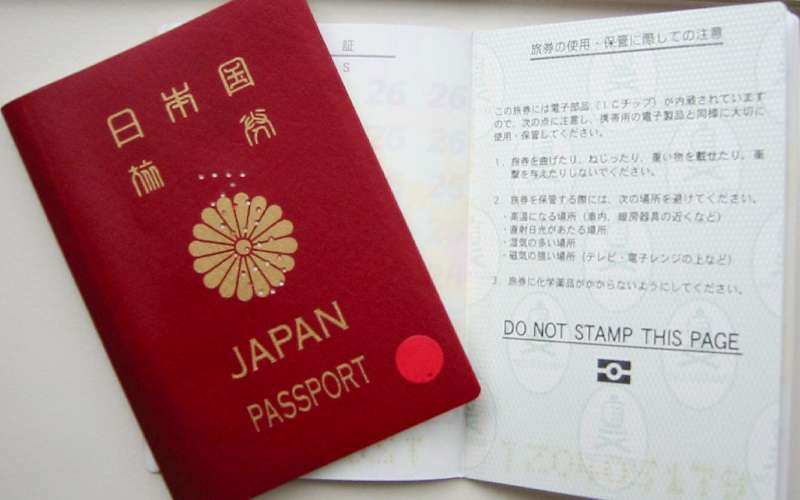 日本国
旅券
JAPAN
PASSPORT
証
S
26 26
旅券の使用・保管に際しての注意
この旅券には電子部品（ＩＣチップ）が内蔵されています
ので、次の点に注意し、携帯用の電子製品と同様に大切に
使用・保管してください。
1. 旅券を曲げたり、ねじったり、重い物を載せたり、衝
撃を与えたりしないでください。
2. 旅券を保管する際には、次の場所を避けてください。
・高温になる場所（車内、暖房器具の近くなど）
・直射日光があたる場所
・湿気の多い場所
・磁気の強い場所（テレビ・電子レンジの上など）
3. 旅券に化学薬品がかからないようにしてください。
DO NOT STAMP THIS PAGE